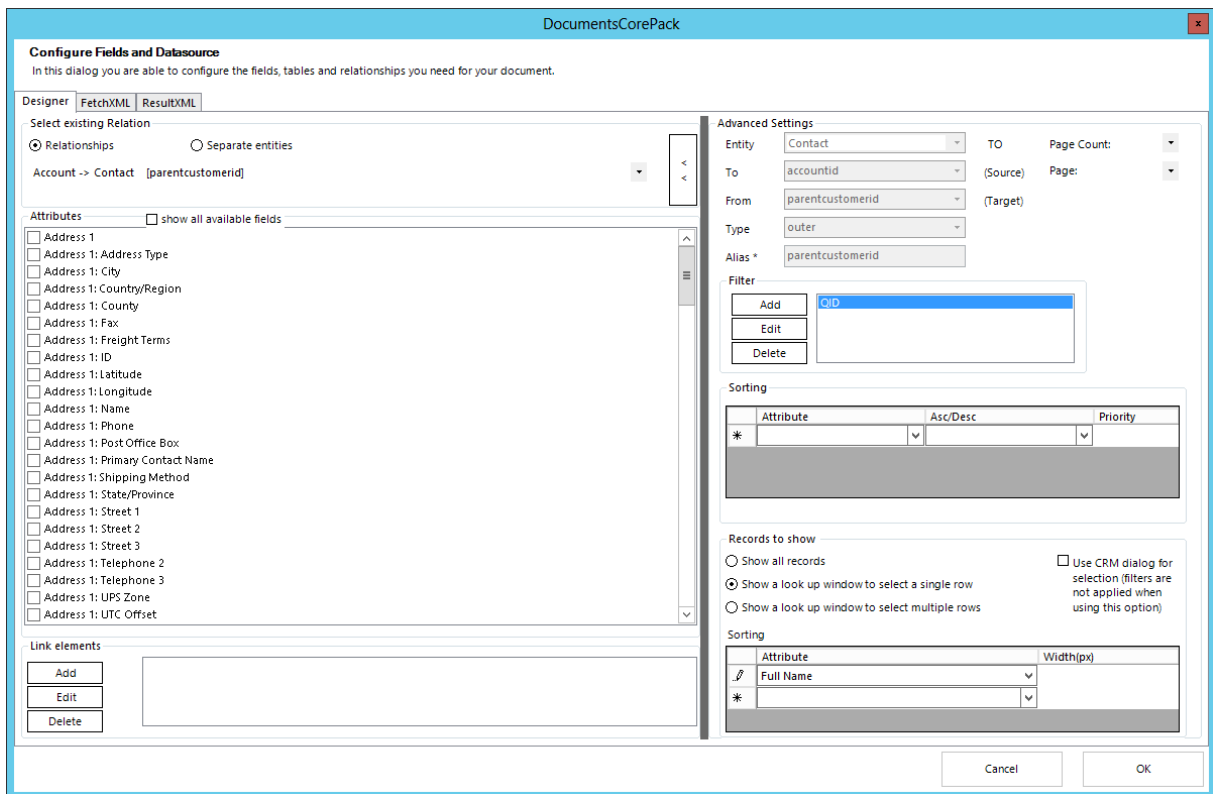 DocumentsCorePack
x
Configure Fields and Datasource
In this dialog you are able to configure the fields, tables and relationships you need for your document.
Designer FetchXML ResultXML
Select existing Relation
Relationships Separate entities
Account -> Contact [parentcustomerid]
<
<
Attributes show all available fields
Address 1
Address 1: Address Type
Address 1: City
Address 1: Country/Region
Address 1: County
Address 1: Fax
Address 1: Freight Terms
Address 1: ID
Address 1: Latitude
Address 1: Longitude
Address 1: Name
Address 1: Phone
Address 1: Post Office Box
Address 1: Primary Contact Name
Address 1: Shipping Method
Address 1: State/Province
Address 1: Street 1
Address 1: Street 2
Address 1: Street 3
Address 1: Telephone 2
Address 1: Telephone 3
Address 1: UPS Zone
Address 1: UTC Offset
Link elements
Add
Edit
Delete
Advanced Settings
Entity Contact TO Page Count:
To accountid (Source) Page:
From parentcustomerid (Target)
Type outer
Alias * parentcustomerid
Filter
Add QID
Edit
Delete
Sorting
Attribute Asc/Desc Priority
Records to show
Show all records
Show a look up window to select a single row
Show a look up window to select multiple rows
Use CRM dialog for
selection (filters are
not applied when
using this option)
Sorting
Attribute Width(px)
Full Name
Cancel OK